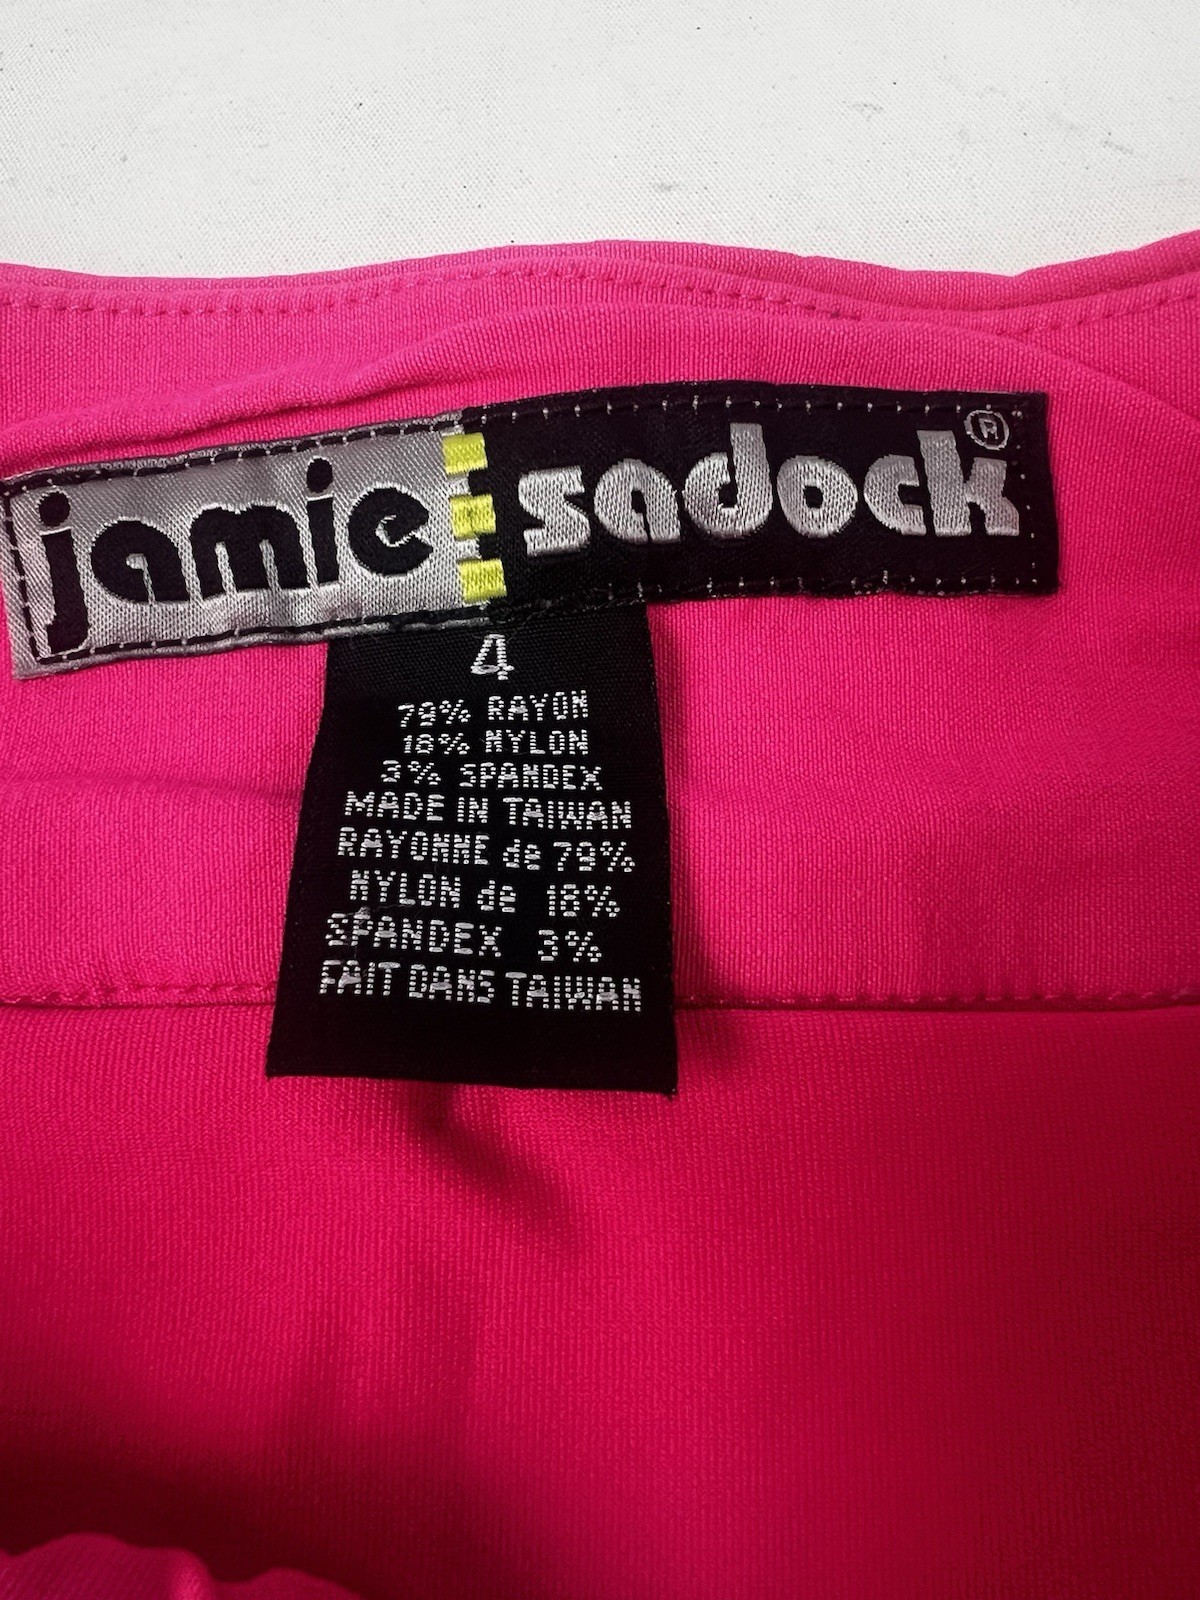 jamie sadock®
4
79% RAYON
18% NYLON
3% SPANDEX
MADE IN TAIWAN
RAYONNE de 79%
NYLON de 18%
SPANDEX 3%
FAIT DANS TAIWAN